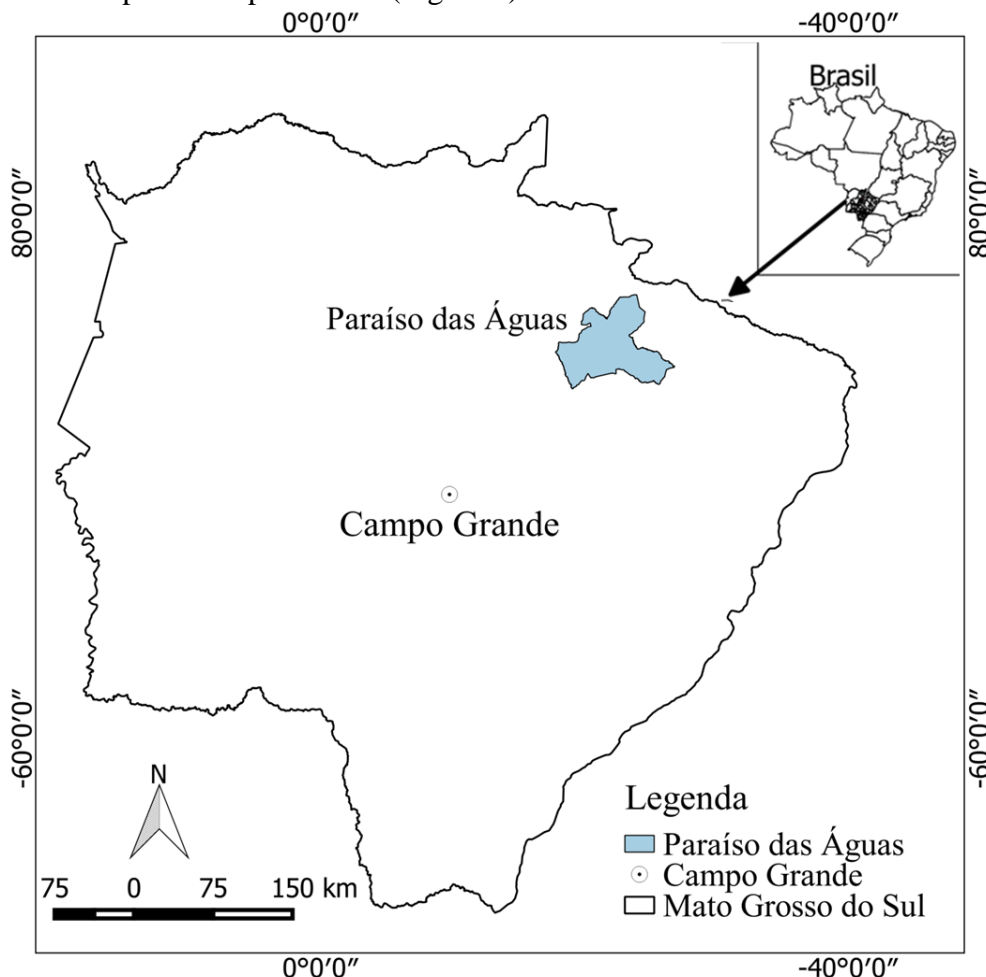 0°0′0″ -40°0′0″
Brasil
80°0′0″ 80°0′0″
Paraíso das Águas
Campo Grande
-60°0′0″ -60°0′0″
N
Legenda
Paraíso das Águas
Campo Grande
Mato Grosso do Sul
75 0 75 150 km
0°0′0″ -40°0′0″